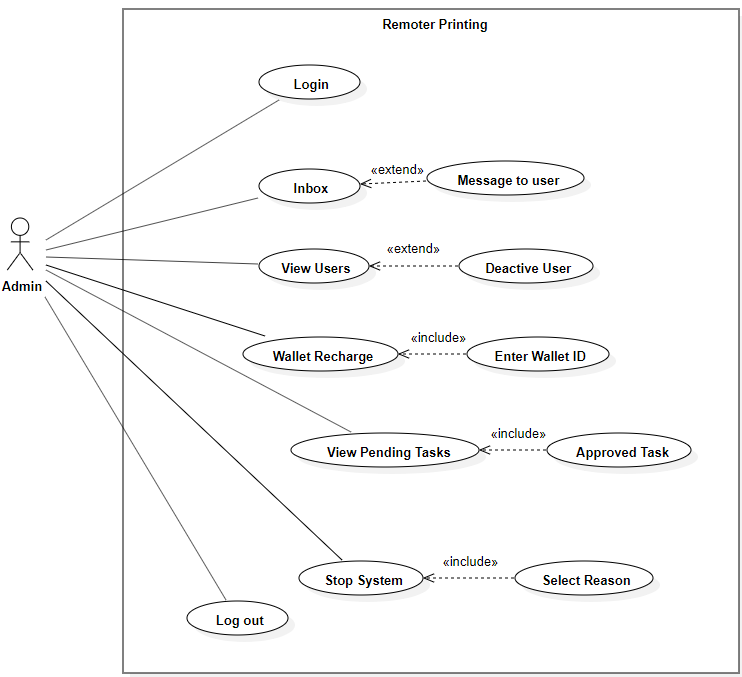 Remoter Printing
Login
Inbox
«extend»
Message to user
View Users
«extend»
Deactive User
Admin
Wallet Recharge
«include»
Enter Wallet ID
View Pending Tasks
«include»
Approved Task
Stop System
«include»
Select Reason
Log out